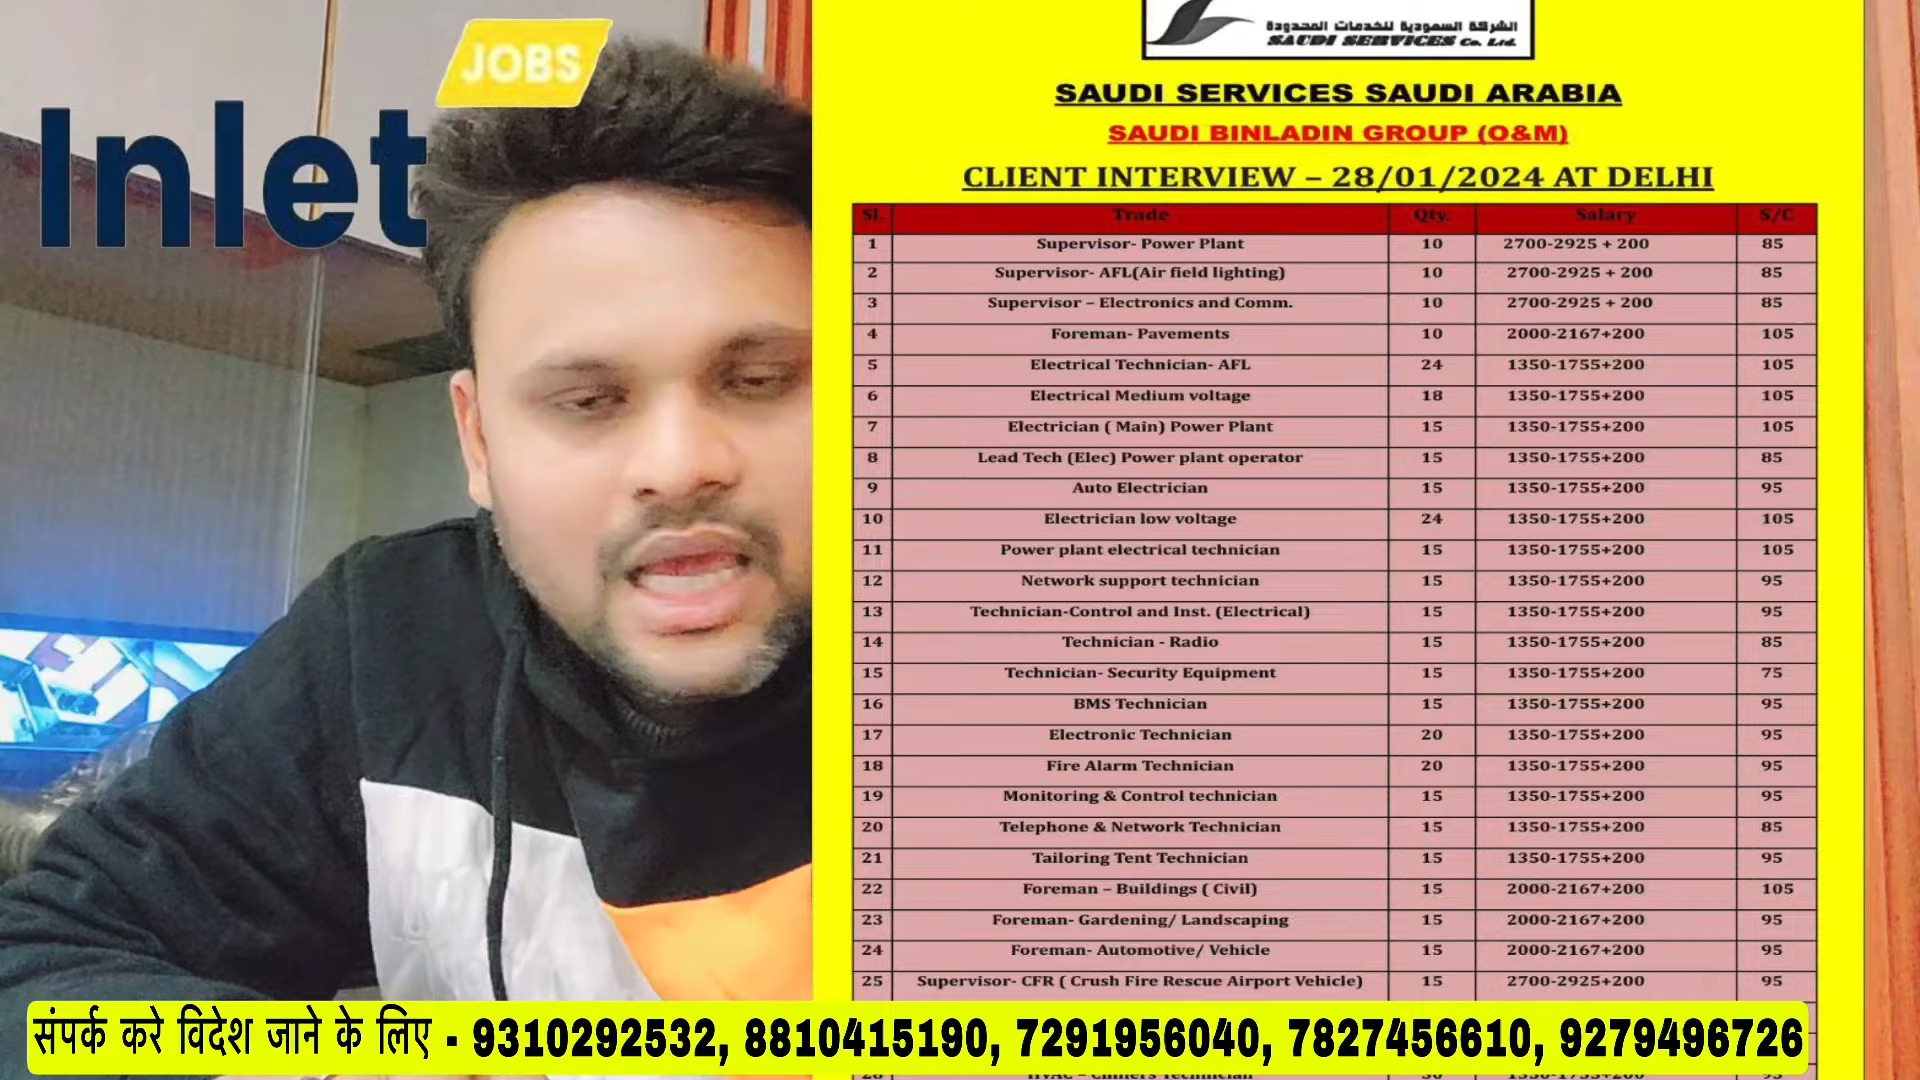 JOBS
Inlet
الشركة السعودية للخدمات المحدودة
SAUDI SERVICES Co. Ltd.
SAUDI SERVICES SAUDI ARABIA
SAUDI BINLADIN GROUP (O&M)
CLIENT INTERVIEW – 28/01/2024 AT DELHI
Sl. Trade Qty. Salary S/C
1 Supervisor- Power Plant 10 2700-2925 + 200 85
2 Supervisor- AFL(Air field lighting) 10 2700-2925 + 200 85
3 Supervisor – Electronics and Comm. 10 2700-2925 + 200 85
4 Foreman- Pavements 10 2000-2167+200 105
5 Electrical Technician- AFL 24 1350-1755+200 105
6 Electrical Medium voltage 18 1350-1755+200 105
7 Electrician ( Main) Power Plant 15 1350-1755+200 105
8 Lead Tech (Elec) Power plant operator 15 1350-1755+200 85
9 Auto Electrician 15 1350-1755+200 95
10 Electrician low voltage 24 1350-1755+200 105
11 Power plant electrical technician 15 1350-1755+200 105
12 Network support technician 15 1350-1755+200 95
13 Technician-Control and Inst. (Electrical) 15 1350-1755+200 95
14 Technician - Radio 15 1350-1755+200 85
15 Technician- Security Equipment 15 1350-1755+200 75
16 BMS Technician 15 1350-1755+200 95
17 Electronic Technician 20 1350-1755+200 95
18 Fire Alarm Technician 20 1350-1755+200 95
19 Monitoring & Control technician 15 1350-1755+200 95
20 Telephone & Network Technician 15 1350-1755+200 85
21 Tailoring Tent Technician 15 1350-1755+200 95
22 Foreman – Buildings ( Civil) 15 2000-2167+200 105
23 Foreman- Gardening/ Landscaping 15 2000-2167+200 95
24 Foreman- Automotive/ Vehicle 15 2000-2167+200 95
25 Supervisor- CFR ( Crush Fire Rescue Airport Vehicle) 15 2700-2925+200 95
संपर्क करे विदेश जाने के लिए - 9310292532, 8810415190, 7291956040, 7827456610, 9279496726